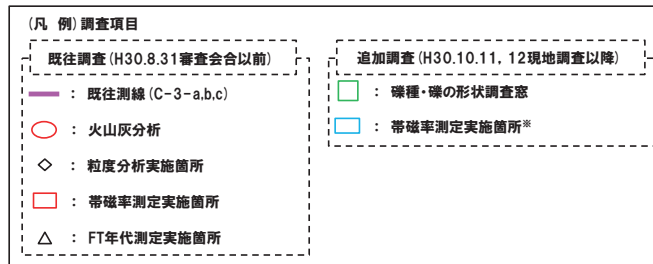 (凡 例)調査項目
既往調査(H30.8.31審査会合以前)
: 既往測線(C-3-a,b,c)
: 火山灰分析
: 粒度分析実施箇所
: 帯磁率測定実施箇所
: FT年代測定実施箇所
追加調査(H30.10.11, 12現地調査以降)
: 礫種・礫の形状調査窓
: 帯磁率測定実施箇所※